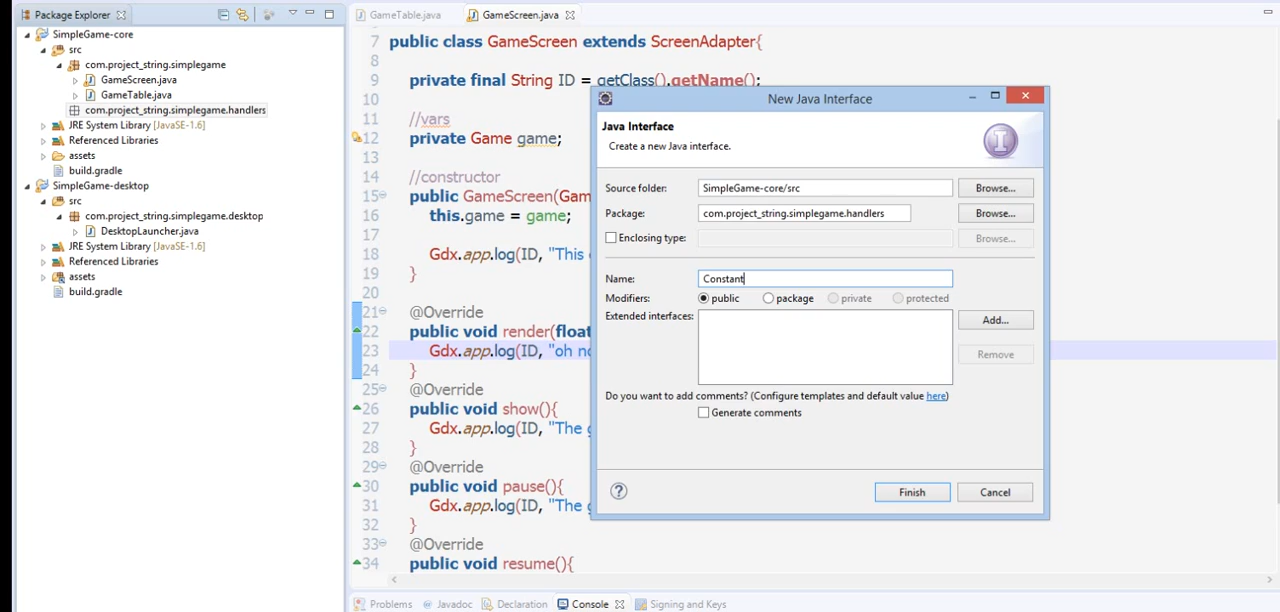 Package Explorer
SimpleGame-core
src
com.project_string.simplegame
GameScreen.java
GameTable.java
com.project_string.simplegame.handlers
JRE System Library [JavaSE-1.6]
Referenced Libraries
assets
build.gradle
SimpleGame-desktop
src
com.project_string.simplegame.desktop
DesktopLauncher.java
JRE System Library [JavaSE-1.6]
Referenced Libraries
assets
build.gradle
GameTable.java GameScreen.java
7 public class GameScreen extends ScreenAdapter{
8
9 private final String ID = getClass().getName();
10
11 //vars
12 private Game game;
13
14 //constructor
15 public GameScreen(Gam
16 this.game = game;
17
18 Gdx.app.log(ID, "This
19 }
20
21 @Override
22 public void render(float
23 Gdx.app.log(ID, "oh no
24 }
25 @Override
26 public void show(){
27 Gdx.app.log(ID, "The g
28 }
29 @Override
30 public void pause(){
31 Gdx.app.log(ID, "The g
32 }
33 @Override
34 public void resume(){
New Java Interface
Java Interface
Create a new Java interface.
Source folder: SimpleGame-core/src Browse...
Package: com.project_string.simplegame.handlers Browse...
Enclosing type: Browse...
Name: Constant
Modifiers: public package private protected
Extended interfaces: Add...
Remove
Do you want to add comments? (Configure templates and default value here)
Generate comments
Finish Cancel
Problems @ Javadoc Declaration Console Signing and Keys